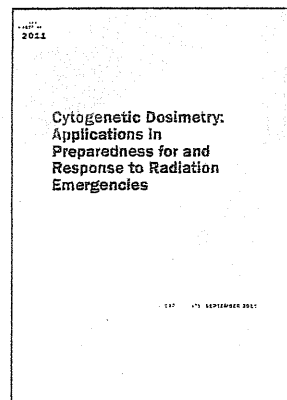 2011
Cytogenetic Dosimetry:
Applications in
Preparedness for and
Response to Radiation
Emergencies
SEPTEMBER 2011